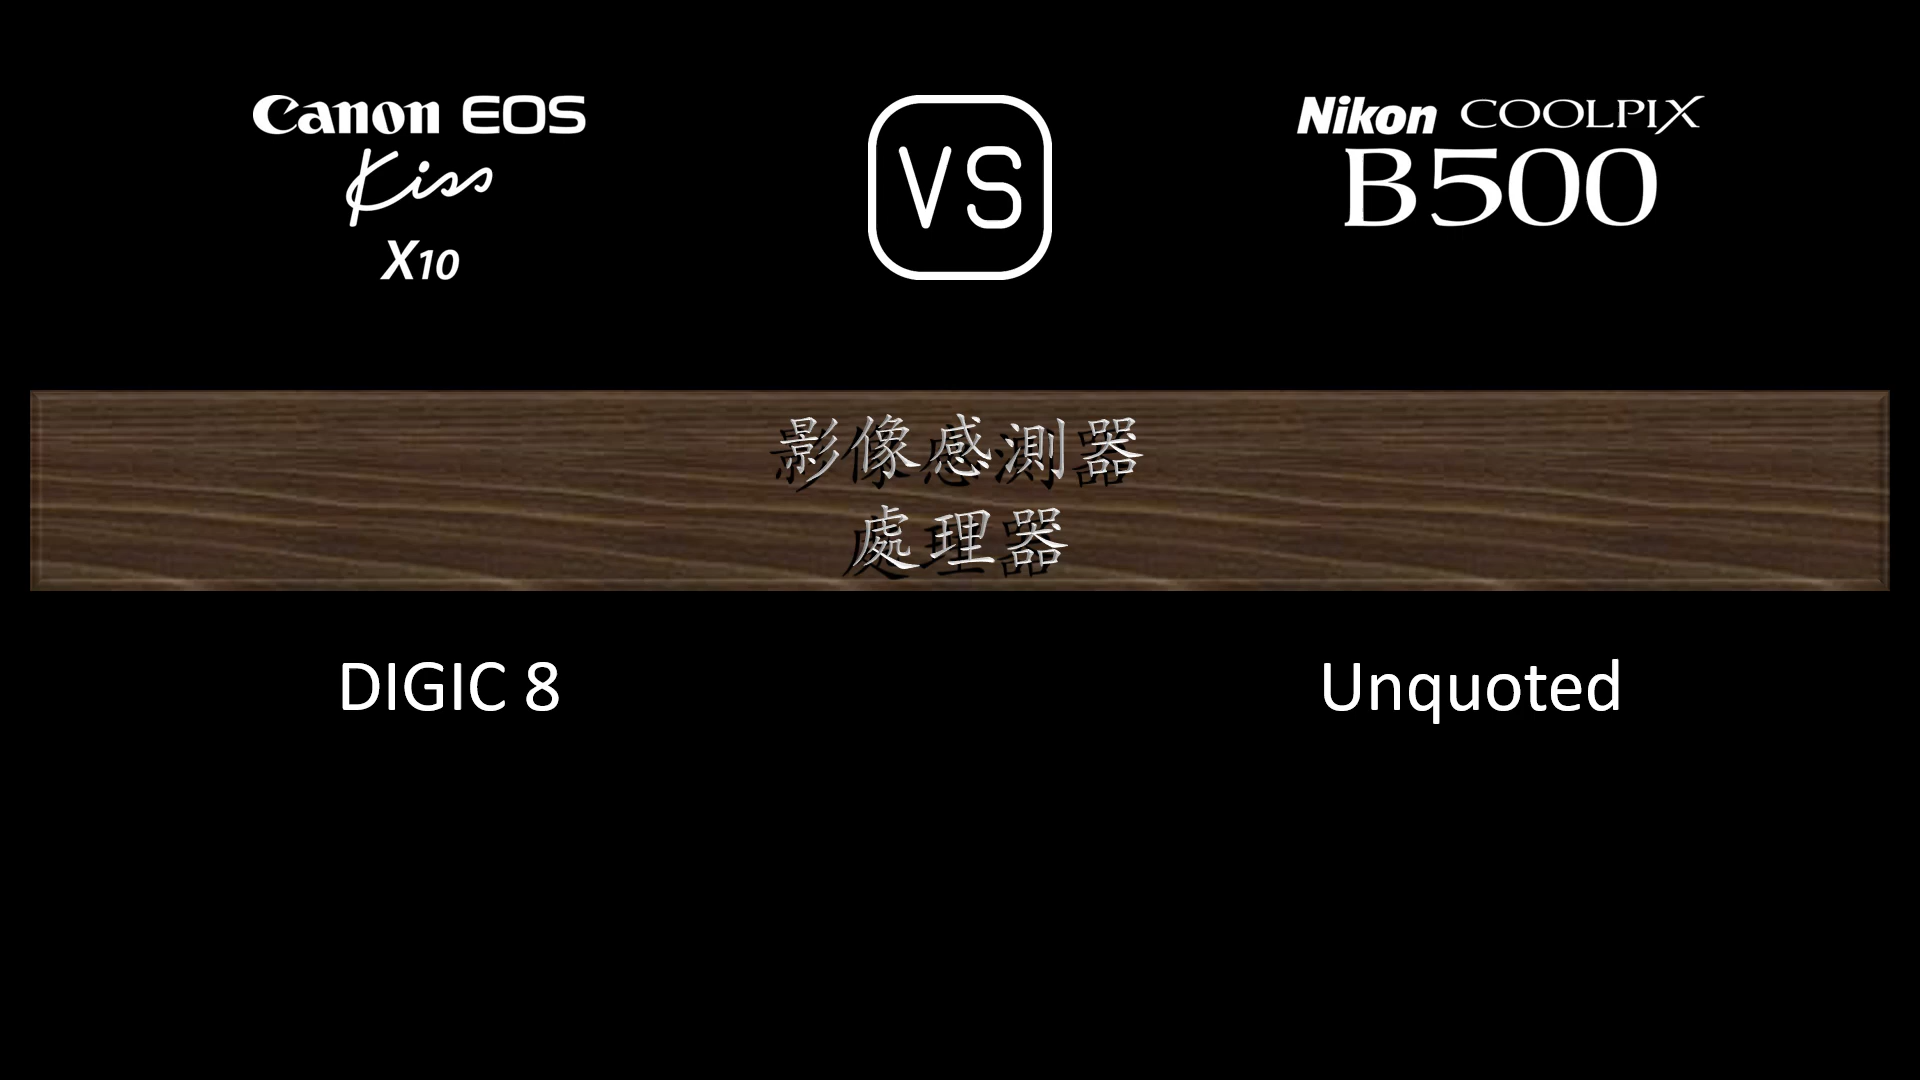 Canon EOS
Kiss
X10
VS
Nikon COOLPIX
B500
影像感測器
處理器
DIGIC 8
Unquoted